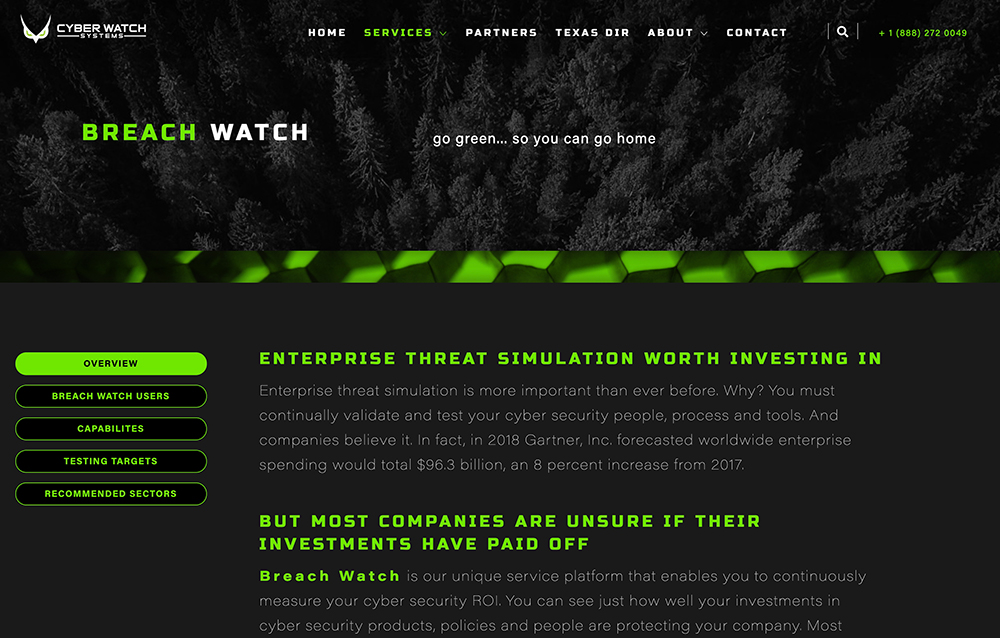 CYBER WATCH
SYSTEMS
HOME SERVICES PARTNERS TEXAS DIR ABOUT CONTACT + 1 (888) 272 0049
BREACH WATCH
go green... so you can go home
OVERVIEW
BREACH WATCH USERS
CAPABILITES
TESTING TARGETS
RECOMMENDED SECTORS
ENTERPRISE THREAT SIMULATION WORTH INVESTING IN
Enterprise threat simulation is more important than ever before. Why? You must
continually validate and test your cyber security people, process and tools. And
companies believe it. In fact, in 2018 Gartner, Inc. forecasted worldwide enterprise
spending would total $96.3 billion, an 8 percent increase from 2017.
BUT MOST COMPANIES ARE UNSURE IF THEIR
INVESTMENTS HAVE PAID OFF
Breach Watch is our unique service platform that enables you to continuously
measure your cyber security ROI. You can see just how well your investments in
cyber security products, policies and people are protecting your company. Most